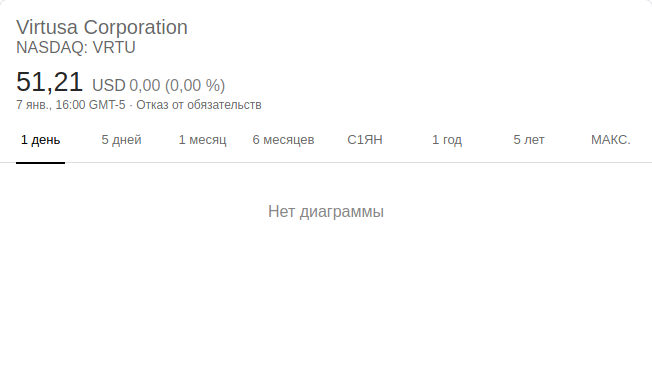 Virtusa Corporation
NASDAQ: VRTU
51,21 USD 0,00 (0,00 %)
7 янв., 16:00 GMT-5 · Отказ от обязательств
1 день 5 дней 1 месяц 6 месяцев С1ЯН 1 год 5 лет МАКС.
Нет диаграммы